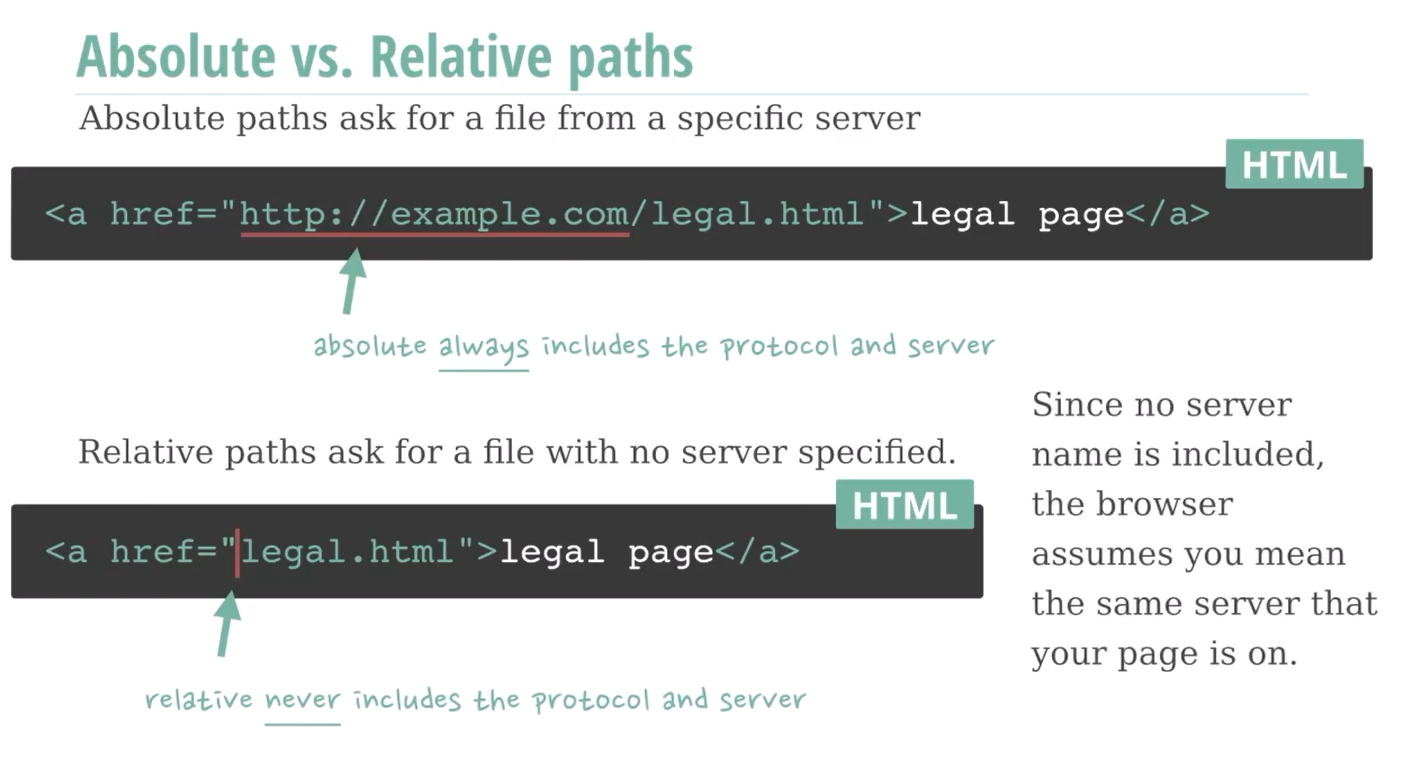 Absolute vs. Relative paths
Absolute paths ask for a file from a specific server
HTML
<a href="http://example.com/legal.html">legal page</a>
absolute always includes the protocol and server
Relative paths ask for a file with no server specified.
HTML
<a href="legal.html">legal page</a>
relative never includes the protocol and server
Since no server
name is included,
the browser
assumes you mean
the same server that
your page is on.